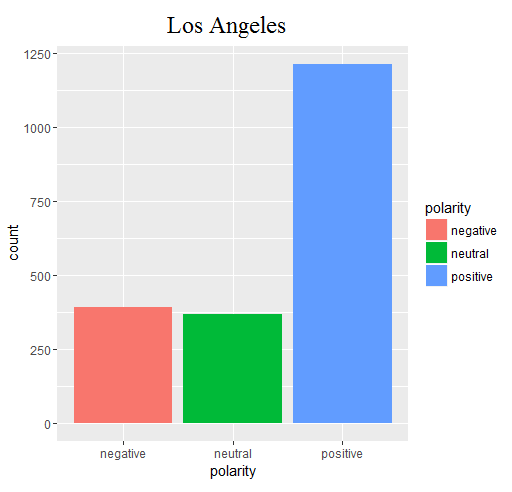 Los Angeles
1250
1000
750
500
250
0
count
negative neutral positive
polarity
polarity
negative
neutral
positive